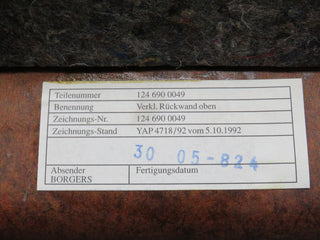 Teilenummer 124 690 0049
Benennung Verkl. Rückwand oben
Zeichnungs-Nr. 124 690 0049
Zeichnungs-Stand YAP 4718/92 vom 5.10.1992
30 05-824
Absender Fertigungsdatum
BORGERS